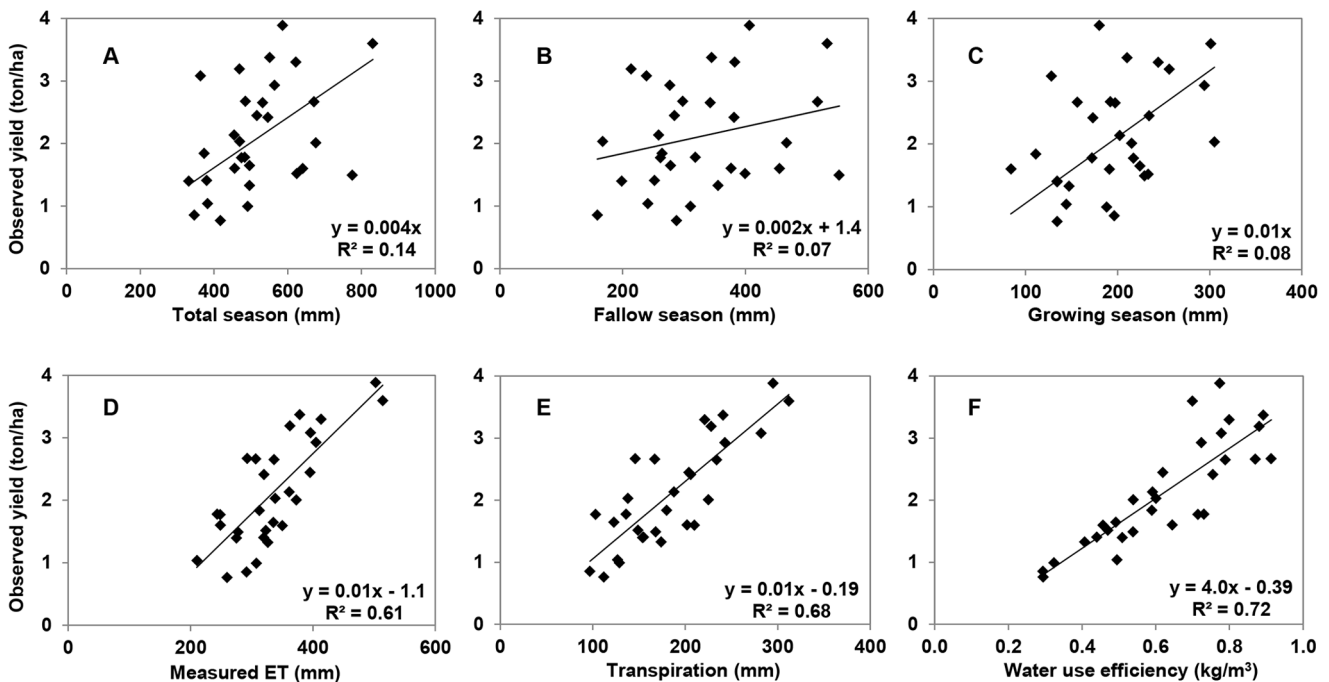 Observed yield (ton/ha)
4
3
2
1
0
A
y = 0.004x
R² = 0.14
0 200 400 600 800 1000
Total season (mm)
4
3
2
1
0
B
y = 0.002x + 1.4
R² = 0.07
0 200 400 600
Fallow season (mm)
4
3
2
1
0
C
y = 0.01x
R² = 0.08
0 100 200 300 400
Growing season (mm)
Observed yield (ton/ha)
4
3
2
1
0
D
y = 0.01x - 1.1
R² = 0.61
0 200 400 600
Measured ET (mm)
4
3
2
1
0
E
y = 0.01x - 0.19
R² = 0.68
0 100 200 300 400
Transpiration (mm)
4
3
2
1
0
F
y = 4.0x - 0.39
R² = 0.72
0.0 0.2 0.4 0.6 0.8 1.0
Water use efficiency (kg/m³)